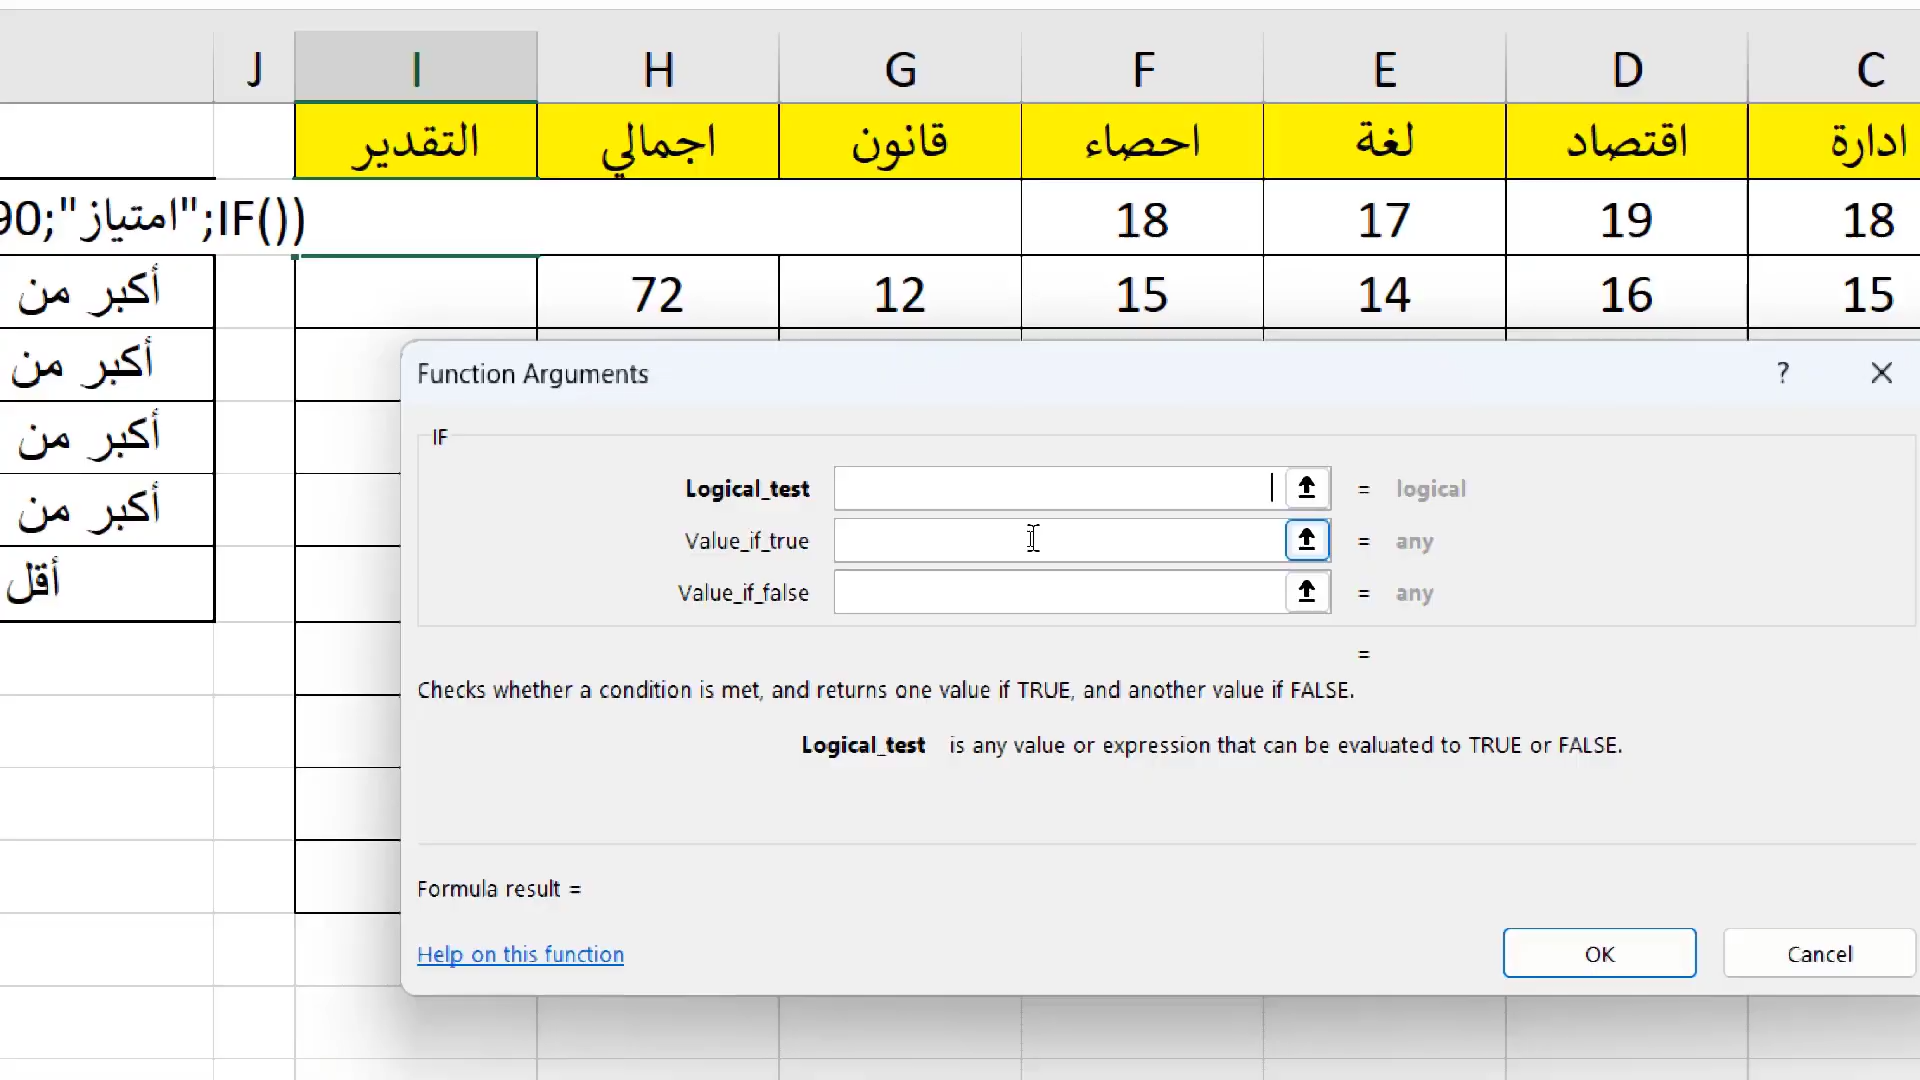 C D E F G H I J
ادارة اقتصاد لغة احصاء قانون اجمالي التقدير
18 19 17 18
90;"امتياز";IF())
15 16 14 15 12 72
أكبر من
أكبر من
أكبر من
أكبر من
أقل
Function Arguments ?
IF
Logical_test = logical
Value_if_true = any
Value_if_false = any
=
Checks whether a condition is met, and returns one value if TRUE, and another value if FALSE.
Logical_test is any value or expression that can be evaluated to TRUE or FALSE.
Formula result =
Help on this function
OK Cancel